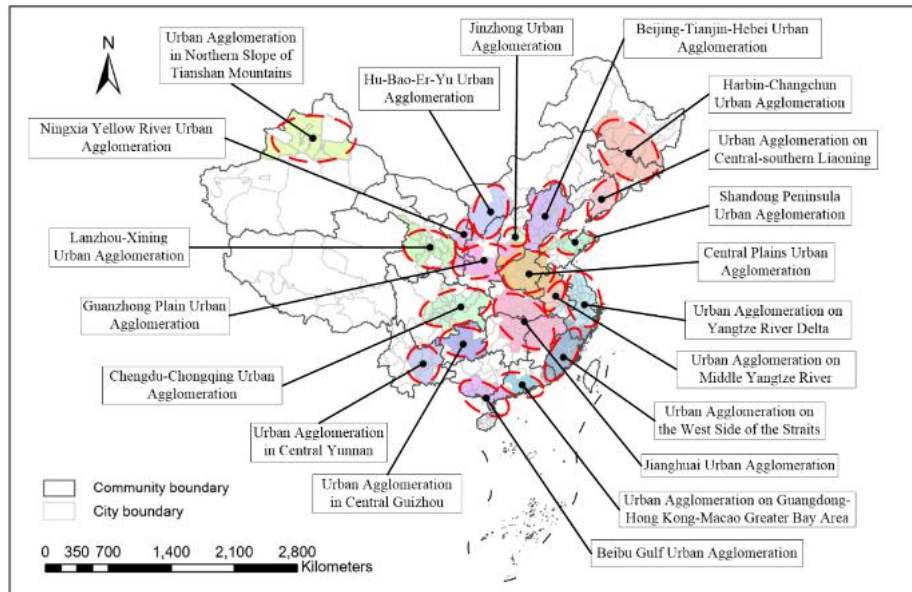 N
Urban Agglomeration
in Northern Slope of
Tianshan Mountains
Jinzhong Urban
Agglomeration
Beijing-Tianjin-Hebei Urban
Agglomeration
Hu-Bao-Er-Yu Urban
Agglomeration
Harbin-Changchun
Urban Agglomeration
Ningxia Yellow River Urban
Agglomeration
Urban Agglomeration on
Central-southern Liaoning
Shandong Peninsula
Urban Agglomeration
Lanzhou-Xining
Urban Agglomeration
Central Plains Urban
Agglomeration
Guanzhong Plain Urban
Agglomeration
Urban Agglomeration on
Yangtze River Delta
Chengdu-Chongqing Urban
Agglomeration
Urban Agglomeration on
Middle Yangtze River
Urban Agglomeration
in Central Yunnan
Urban Agglomeration on
the West Side of the Straits
Urban Agglomeration
in Central Guizhou
Jianghuai Urban Agglomeration
Urban Agglomeration on Guangdong-
Hong Kong-Macao Greater Bay Area
Beibu Gulf Urban Agglomeration
Community boundary
City boundary
0 350 700 1,400 2,100 2,800
Kilometers